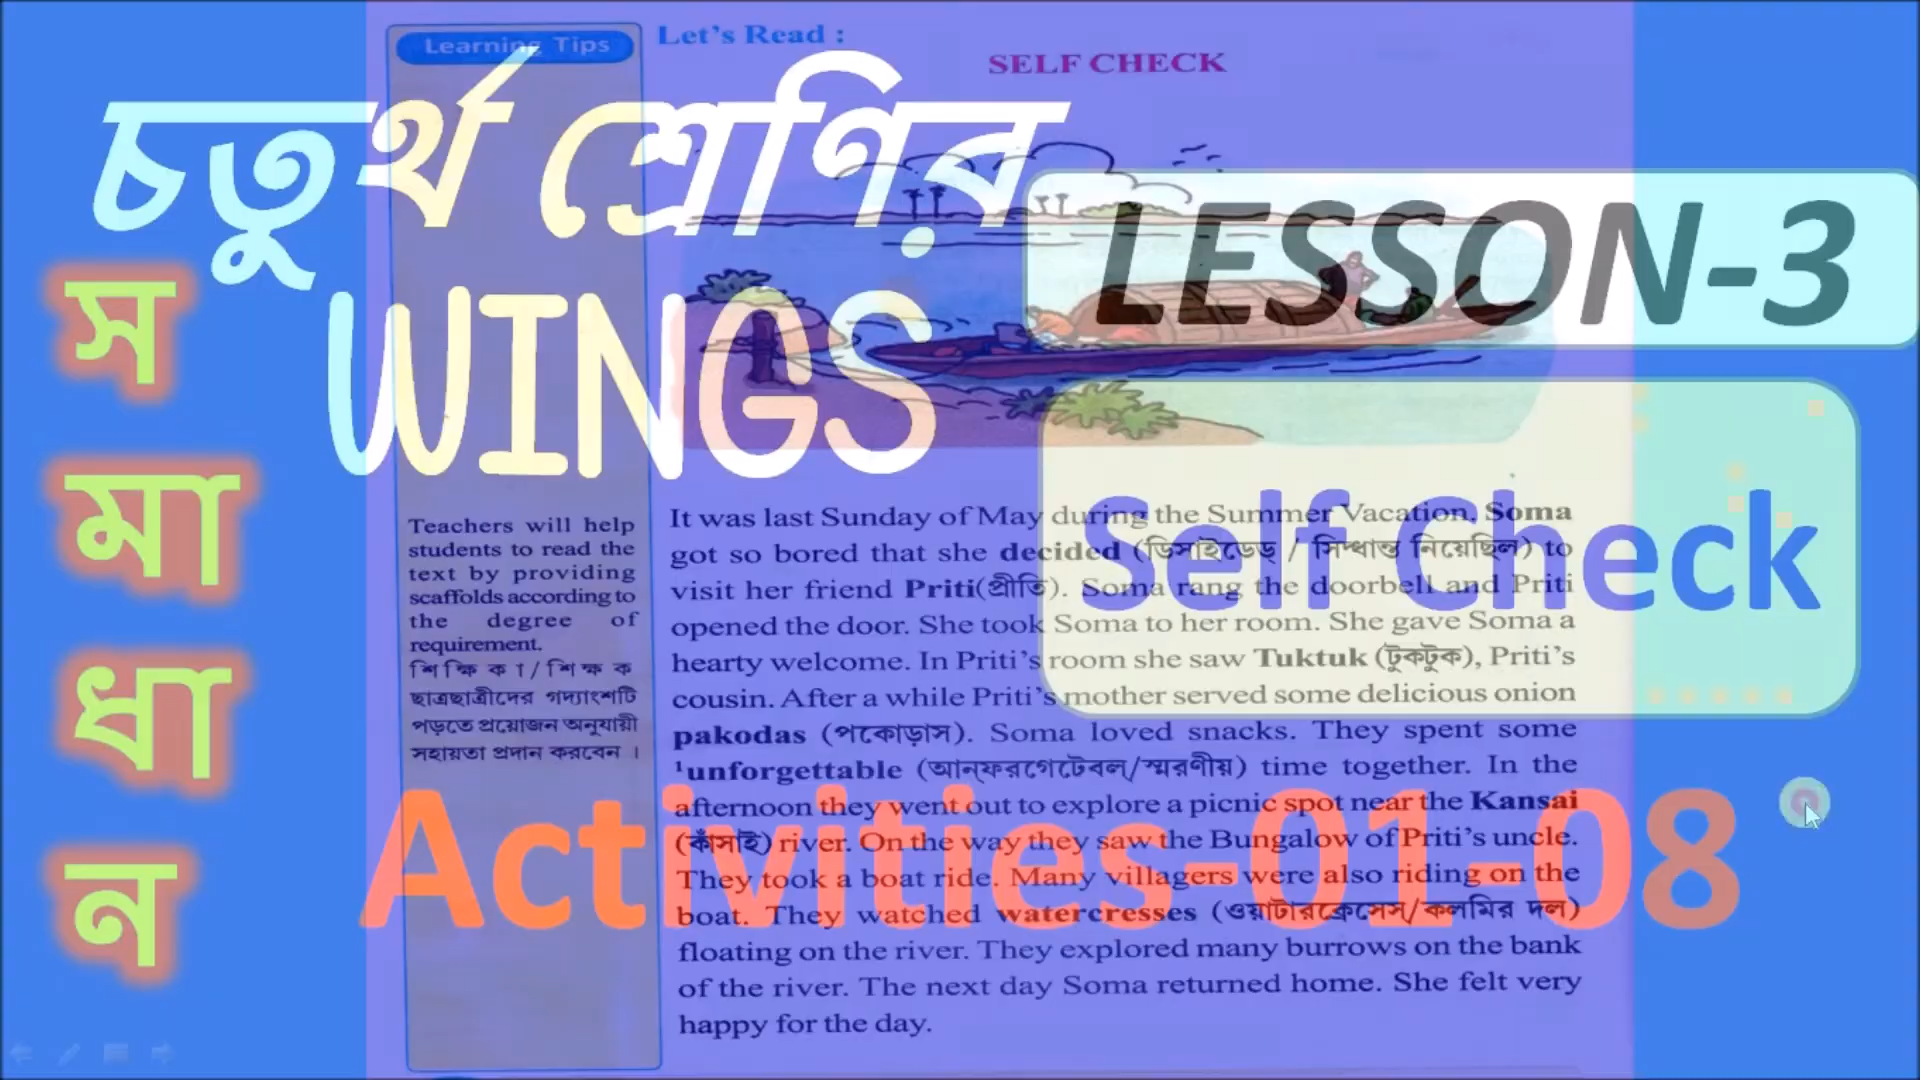 Learning Tips
Let's Read :
SELF CHECK
চতুর্থ শ্রেণির
WINGS
সমাধান
LESSON-3
Self Check
Activities-01-08
Teachers will help
students to read the
text by providing
scaffolds according to
the degree of
requirement.
শিক্ষিকা/শিক্ষক
ছাত্রছাত্রীদের গদ্যাংশটি
পড়তে প্রয়োজন অনুযায়ী
সহায়তা প্রদান করবেন ।
It was last Sunday of May during the Summer Vacation. Soma
got so bored that she decided (ডিসাইডেড্ / সিদ্ধান্ত নিয়েছিল) to
visit her friend Priti(প্রীতি). Soma rang the doorbell and Priti
opened the door. She took Soma to her room. She gave Soma a
hearty welcome. In Priti's room she saw Tuktuk (টুকটুক), Priti's
cousin. After a while Priti's mother served some delicious onion
pakodas (পকোড়াস). Soma loved snacks. They spent some
¹unforgettable (আন্‌ফরগেটেবল্/স্মরণীয়) time together. In the
afternoon they went out to explore a picnic spot near the Kansai
(কাঁসাই) river. On the way they saw the Bungalow of Priti's uncle.
They took a boat ride. Many villagers were also riding on the
boat. They watched watercresses (ওয়াটারক্রেসেস্/কলমির দল)
floating on the river. They explored many burrows on the bank
of the river. The next day Soma returned home. She felt very
happy for the day.